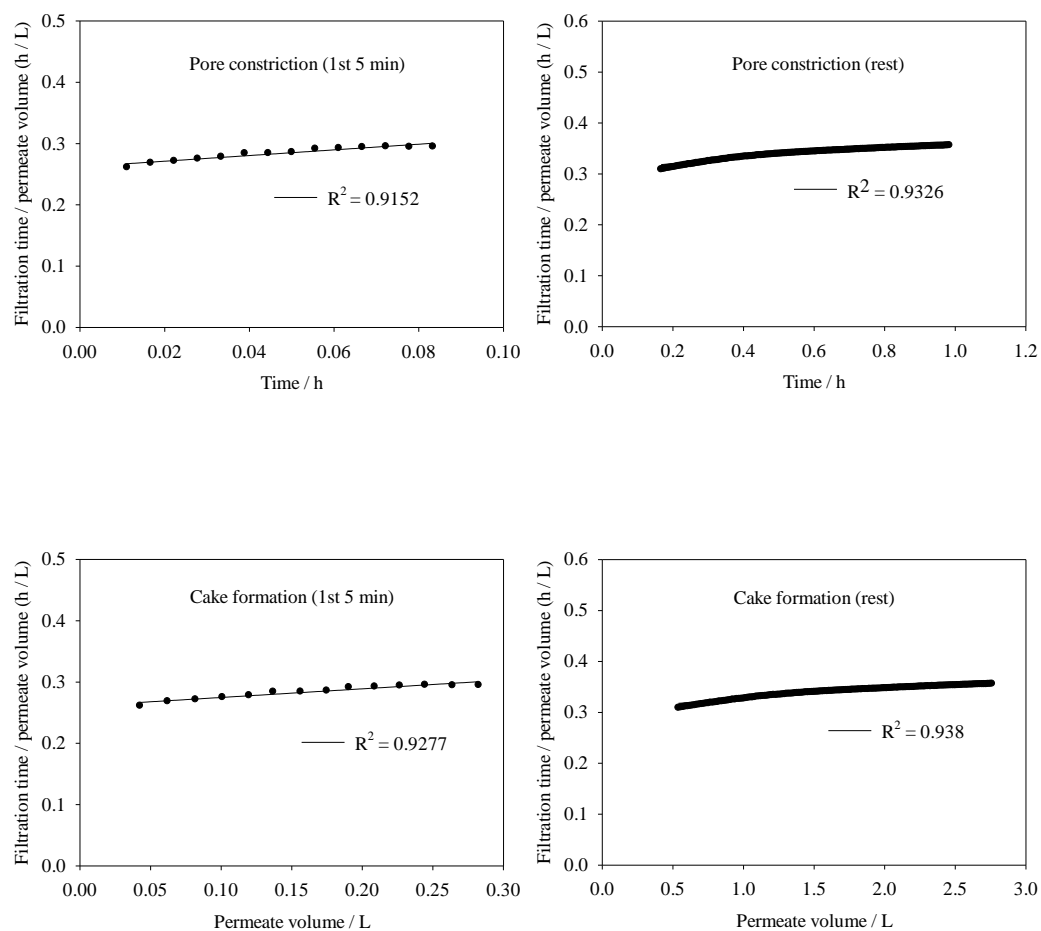 Filtration time / permeate volume (h / L)
0.5
0.4
0.3
0.2
0.1
0.0
Pore constriction (1st 5 min)
R² = 0.9152
0.00 0.02 0.04 0.06 0.08 0.10
Time / h
Filtration time / permeate volume (h / L)
0.6
0.5
0.4
0.3
0.2
0.1
0.0
Pore constriction (rest)
R² = 0.9326
0.0 0.2 0.4 0.6 0.8 1.0 1.2
Time / h
Filtration time / permeate volume (h / L)
0.5
0.4
0.3
0.2
0.1
0.0
Cake formation (1st 5 min)
R² = 0.9277
0.00 0.05 0.10 0.15 0.20 0.25 0.30
Permeate volume / L
Filtration time / permeate volume (h / L)
0.6
0.5
0.4
0.3
0.2
0.1
0.0
Cake formation (rest)
R² = 0.938
0.0 0.5 1.0 1.5 2.0 2.5 3.0
Permeate volume / L